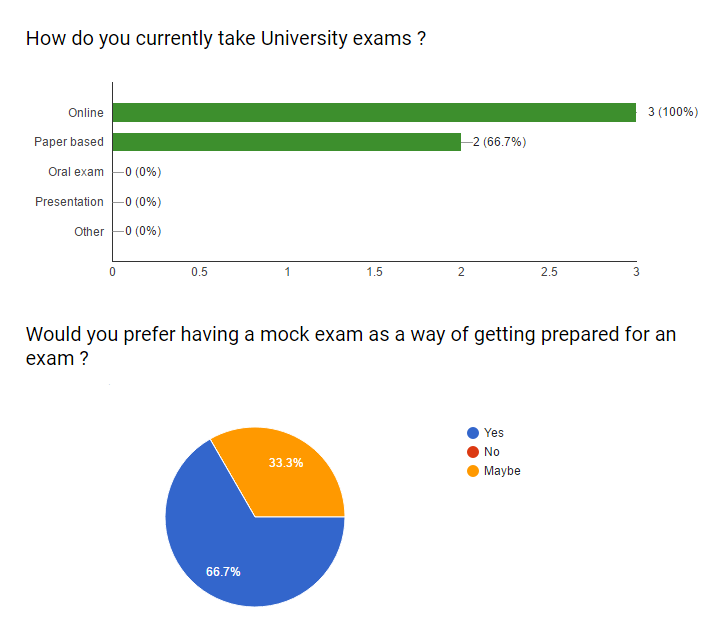 How do you currently take University exams ?
Online 3 (100%)
Paper based 2 (66.7%)
Oral exam 0 (0%)
Presentation 0 (0%)
Other 0 (0%)
0 0.5 1 1.5 2 2.5 3
Would you prefer having a mock exam as a way of getting prepared for an
exam ?
Yes
No
Maybe
33.3%
66.7%